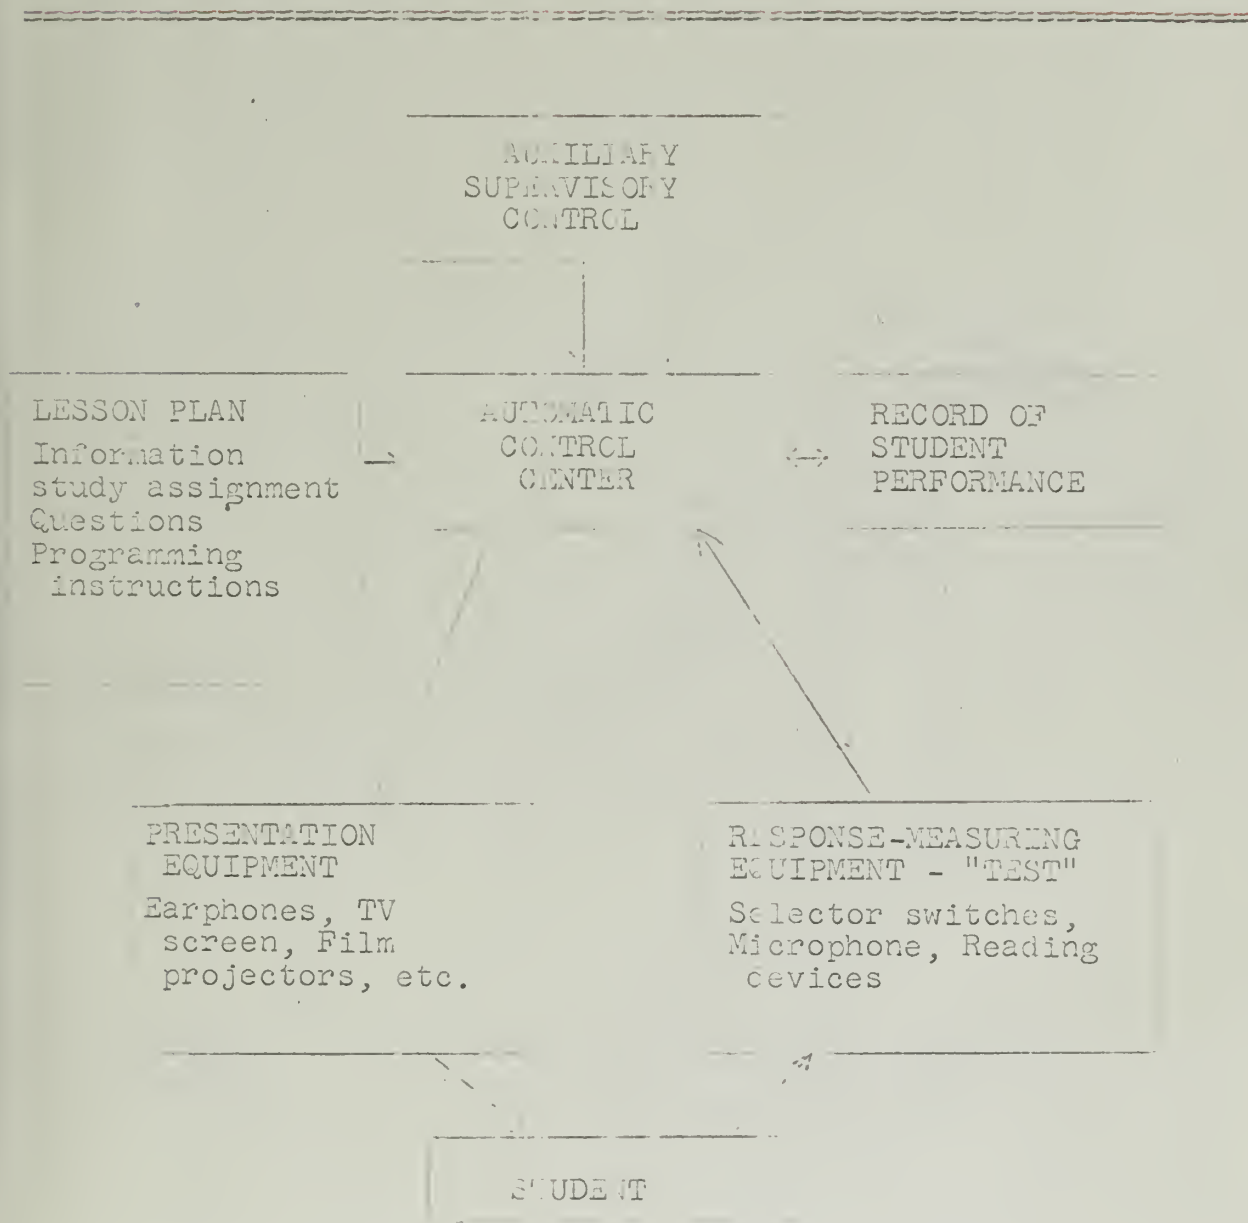 AUXILIARY
SUPERVISORY
CONTROL
LESSON PLAN
Information
study assignment
Questions
Programming
instructions
AUTOMATIC
CONTROL
CENTER
RECORD OF
STUDENT
PERFORMANCE
PRESENTATION
EQUIPMENT
Earphones, TV
screen, Film
projectors, etc.
RESPONSE-MEASURING
EQUIPMENT - "TEST"
Selector switches,
Microphone, Reading
devices
STUDENT